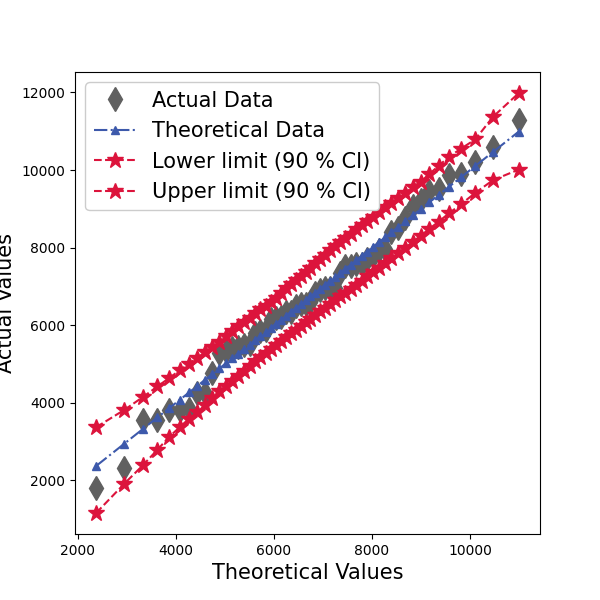 Actual Data
Theoretical Data
Lower limit (90 % CI)
Upper limit (90 % CI)
12000
10000
8000
6000
4000
2000
Actual Values
2000 4000 6000 8000 10000
Theoretical Values